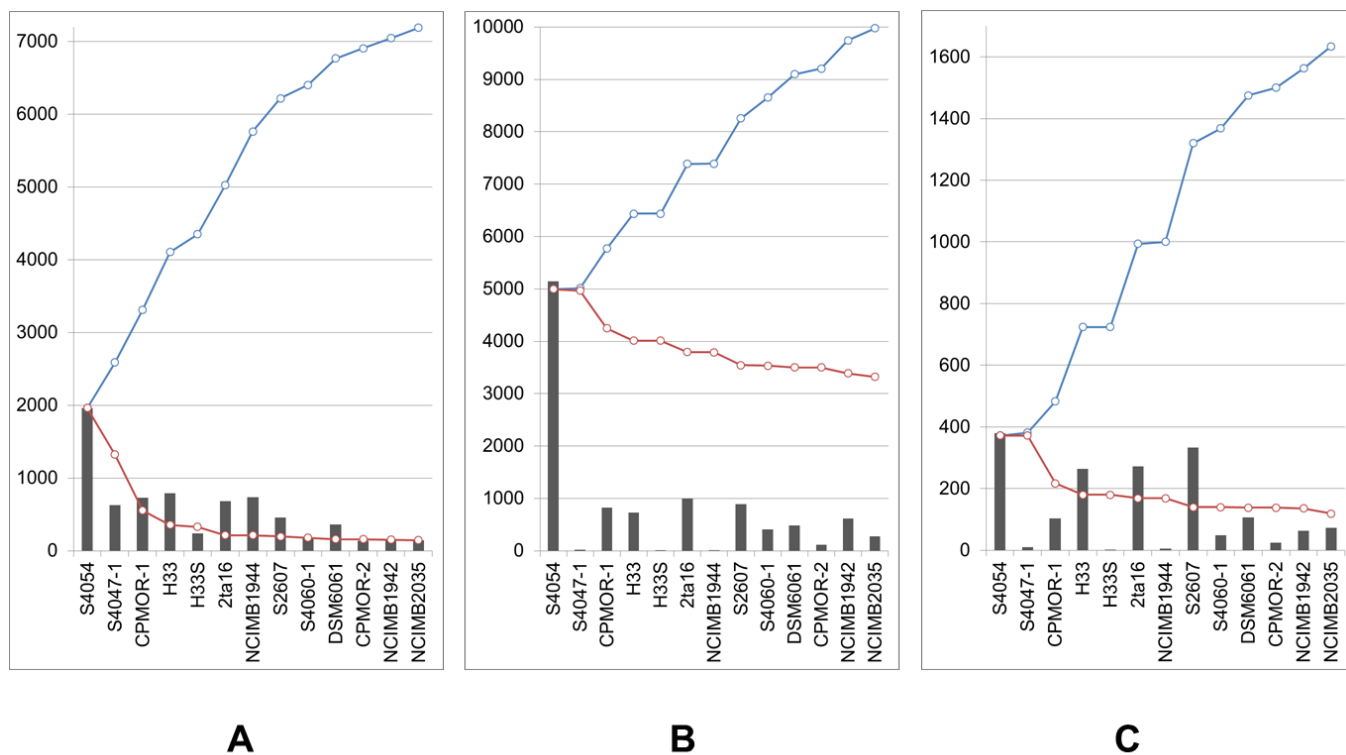 7000
6000
5000
4000
3000
2000
1000
0
S4054
S4047-1
CPMOR-1
H33
H33S
2ta16
NCIMB1944
S2607
S4060-1
DSM6061
CPMOR-2
NCIMB1942
NCIMB2035
A
10000
9000
8000
7000
6000
5000
4000
3000
2000
1000
0
S4054
S4047-1
CPMOR-1
H33
H33S
2ta16
NCIMB1944
S2607
S4060-1
DSM6061
CPMOR-2
NCIMB1942
NCIMB2035
B
1600
1400
1200
1000
800
600
400
200
0
S4054
S4047-1
CPMOR-1
H33
H33S
2ta16
NCIMB1944
S2607
S4060-1
DSM6061
CPMOR-2
NCIMB1942
NCIMB2035
C